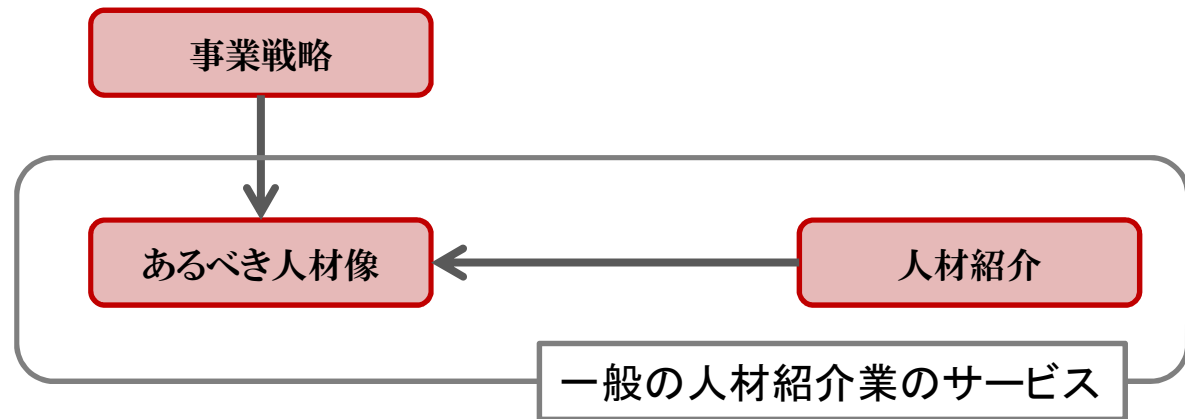 事業戦略
あるべき人材像
人材紹介
一般の人材紹介業のサービス